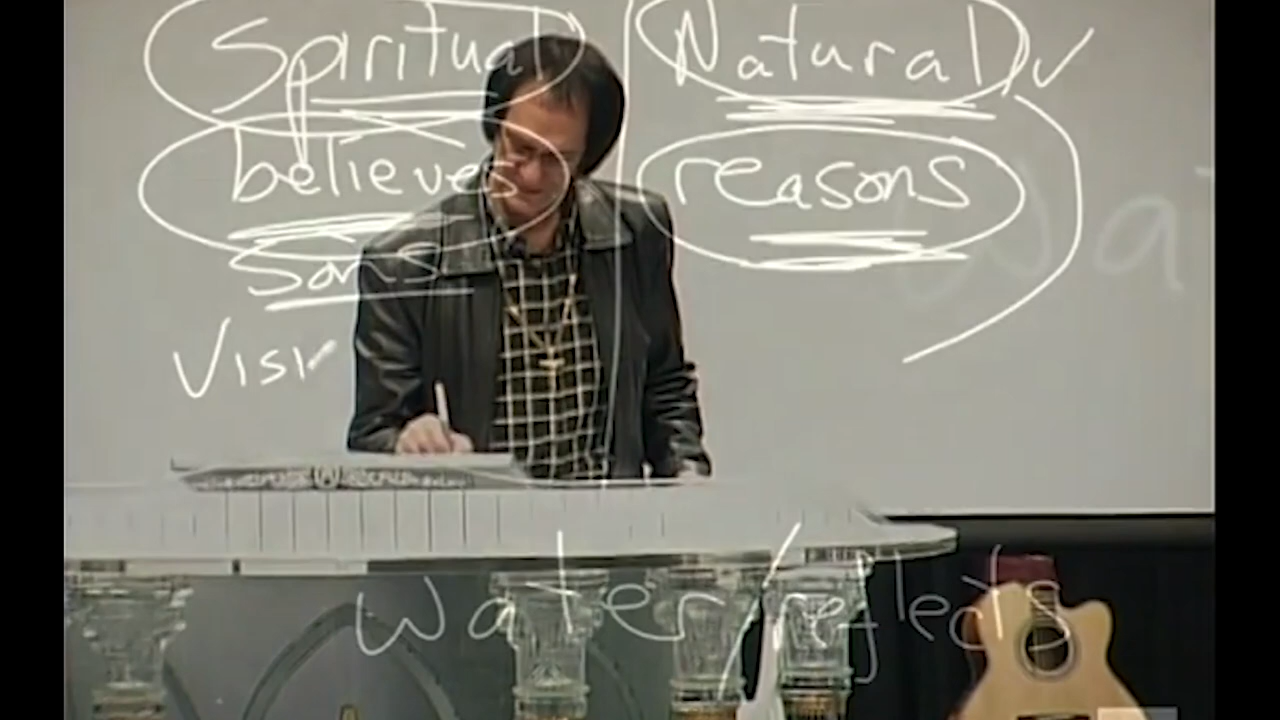 Spiritual Natural
believes reasons
sons
Visi
water/reflects